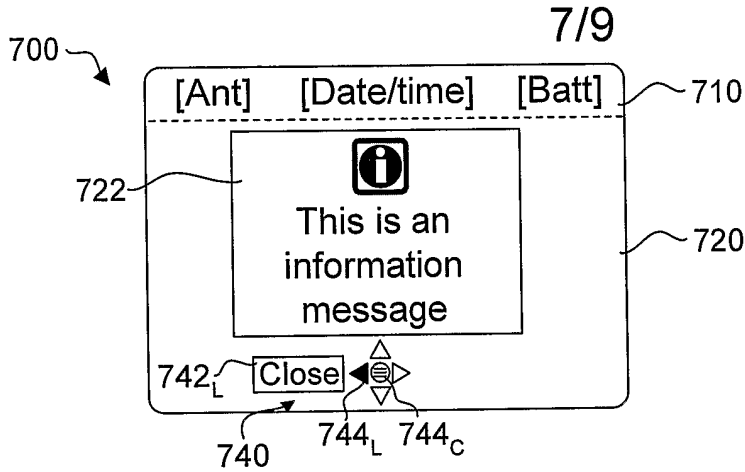 7/9
700
[Ant] [Date/time] [Batt]
710
722
i
This is an
information
message
720
742L
Close
740
744L
744C